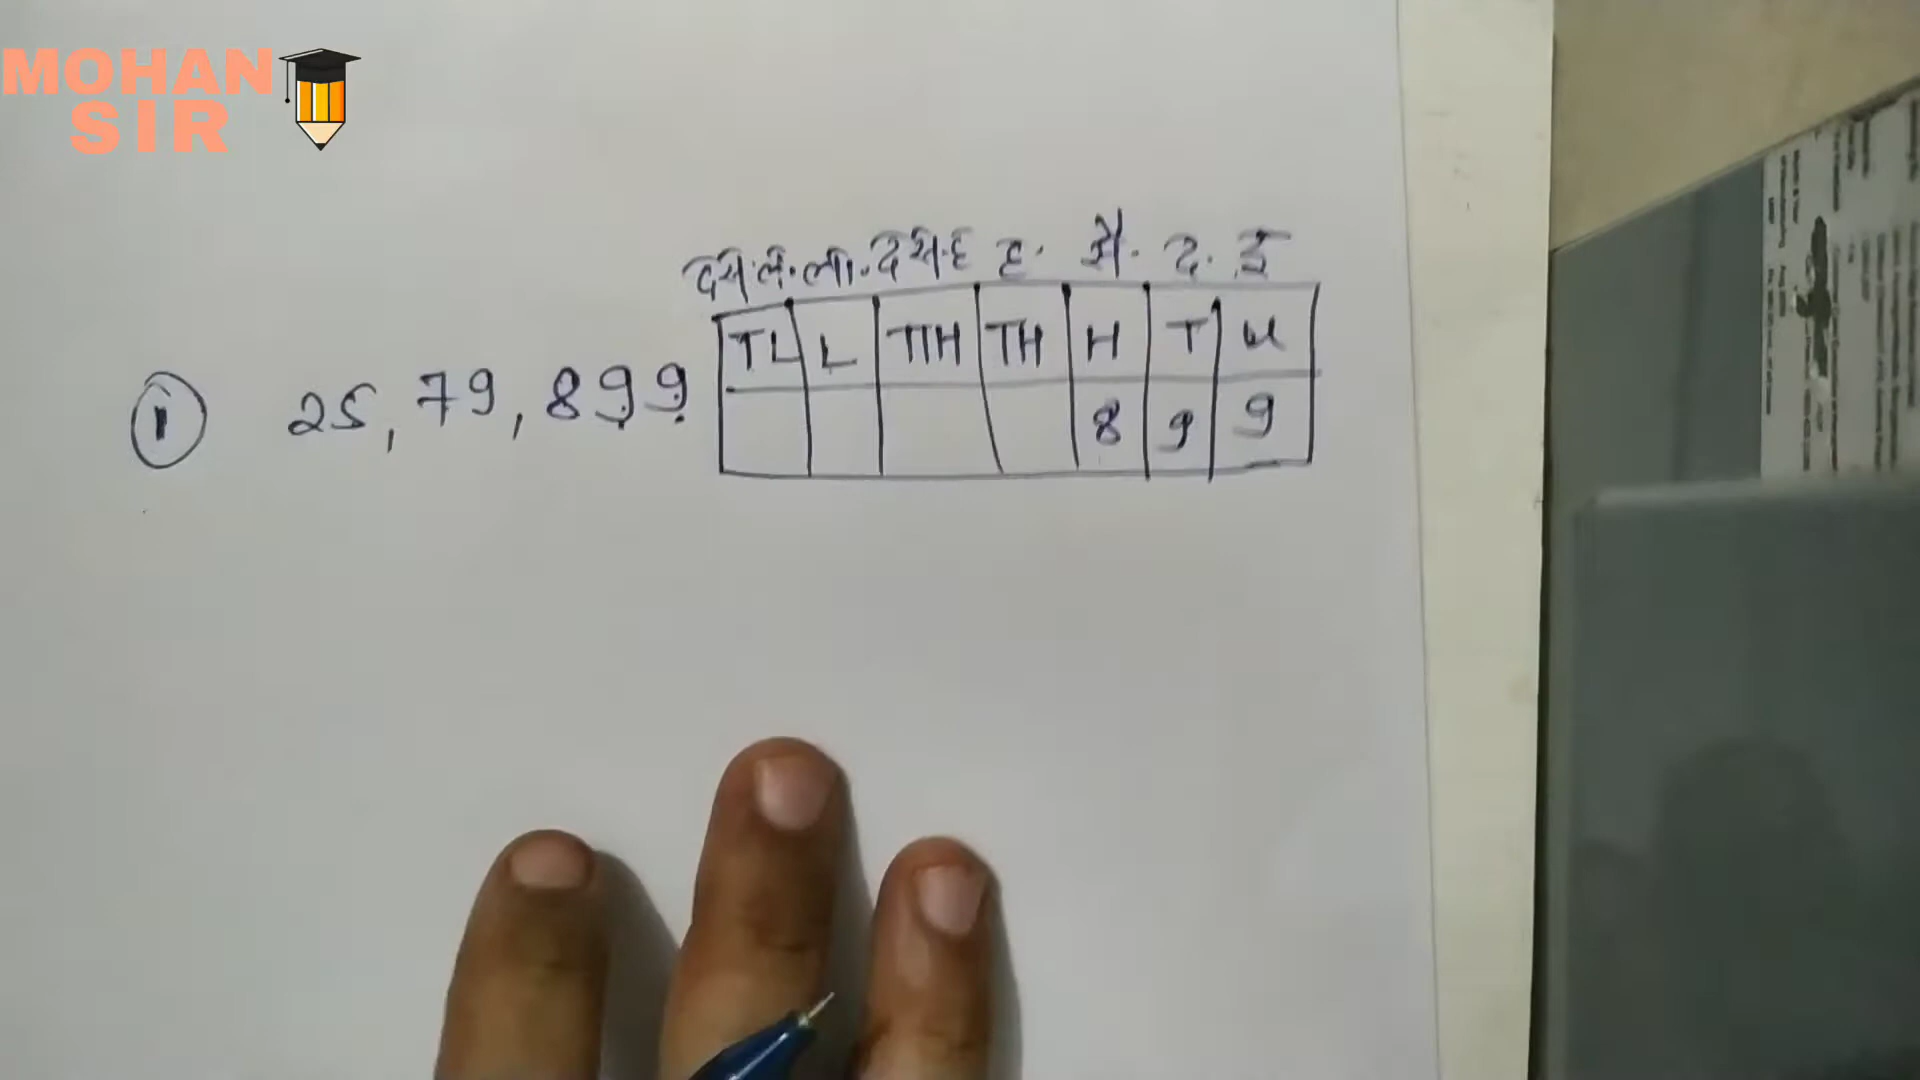 MOHAN
SIR
दस.ल. ला. दस.ह ह. सै. द. इ
① 25,79,899
TL L TTH TH H T U
8 9 9